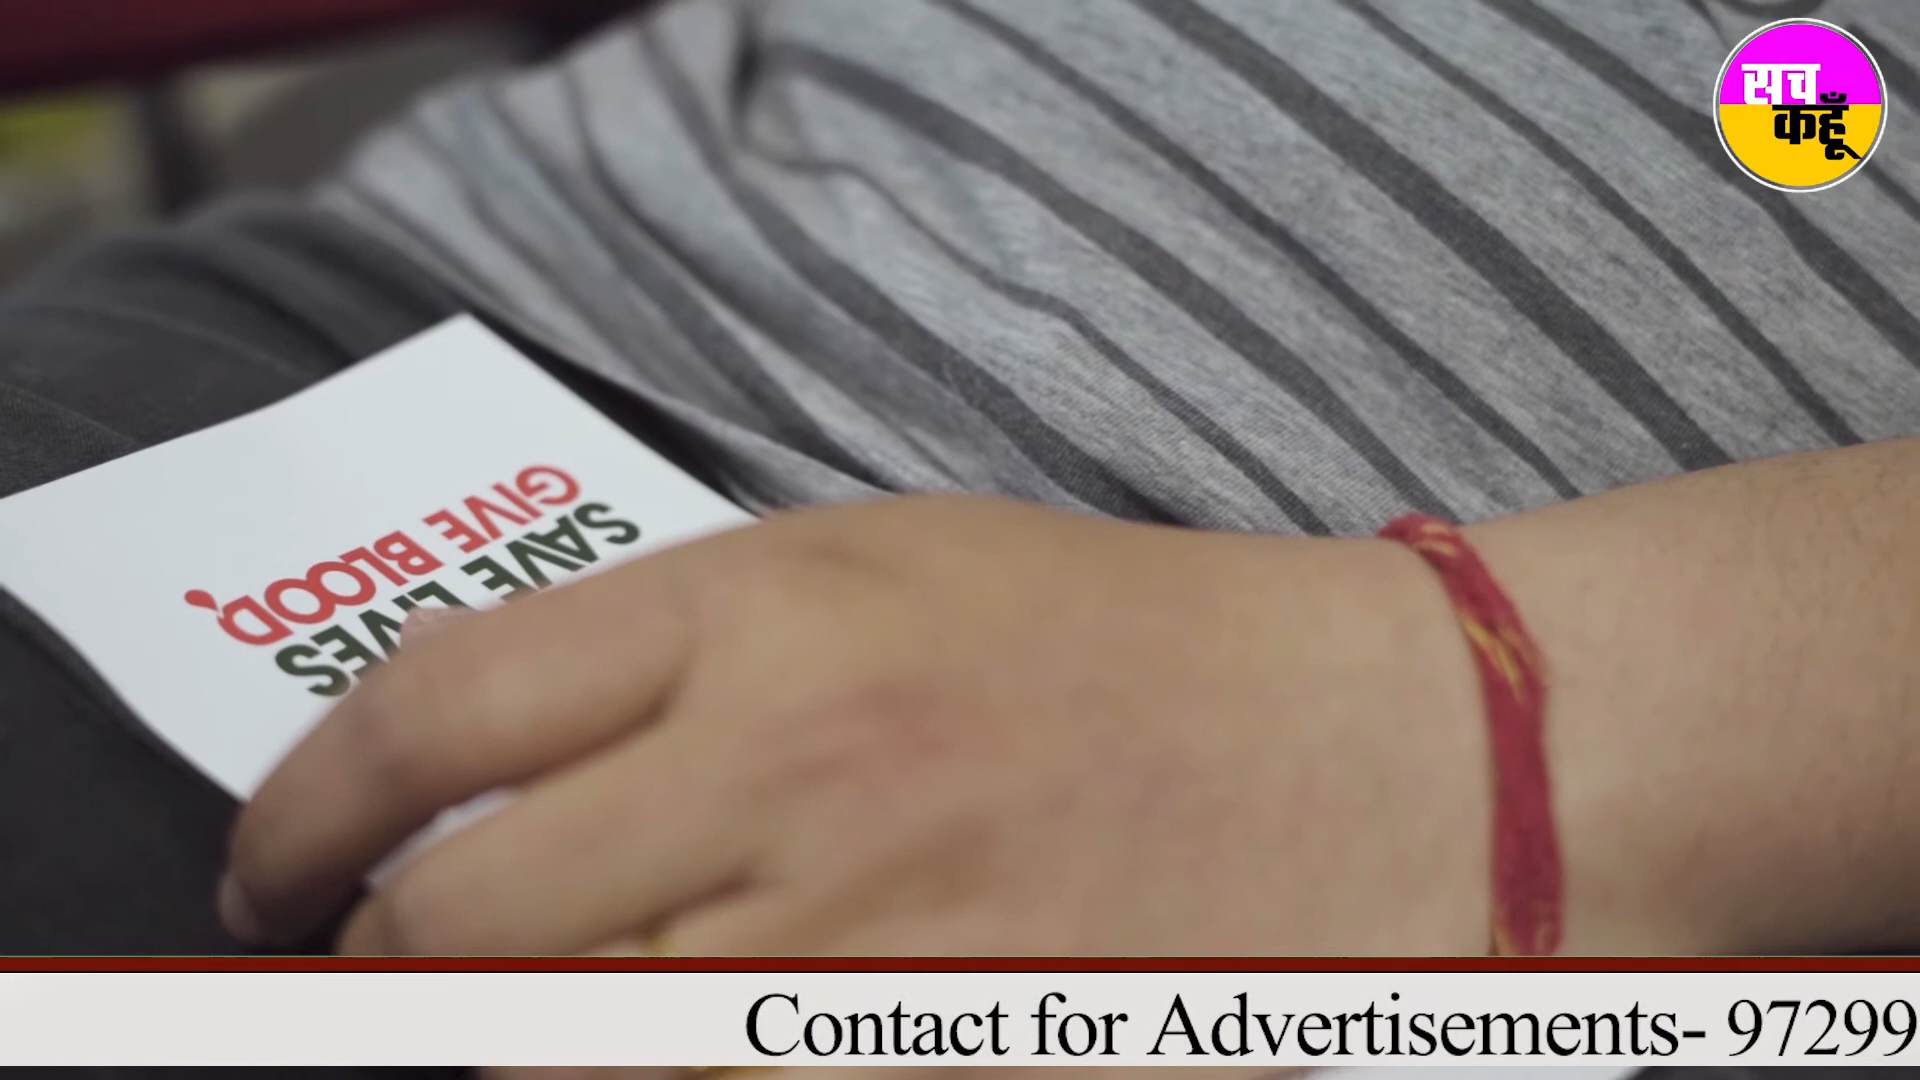 सच
कहूँ
SAVE LIVES
GIVE BLOOD
Contact for Advertisements- 97299